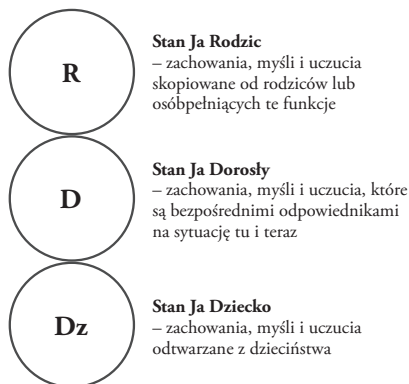 R
Stan Ja Rodzic
– zachowania, myśli i uczucia
skopiowane od rodziców lub
osóbpełniących te funkcje
D
Stan Ja Dorosły
– zachowania, myśli i uczucia, które
są bezpośrednimi odpowiednikami
na sytuację tu i teraz
Dz
Stan Ja Dziecko
– zachowania, myśli i uczucia
odtwarzane z dzieciństwa